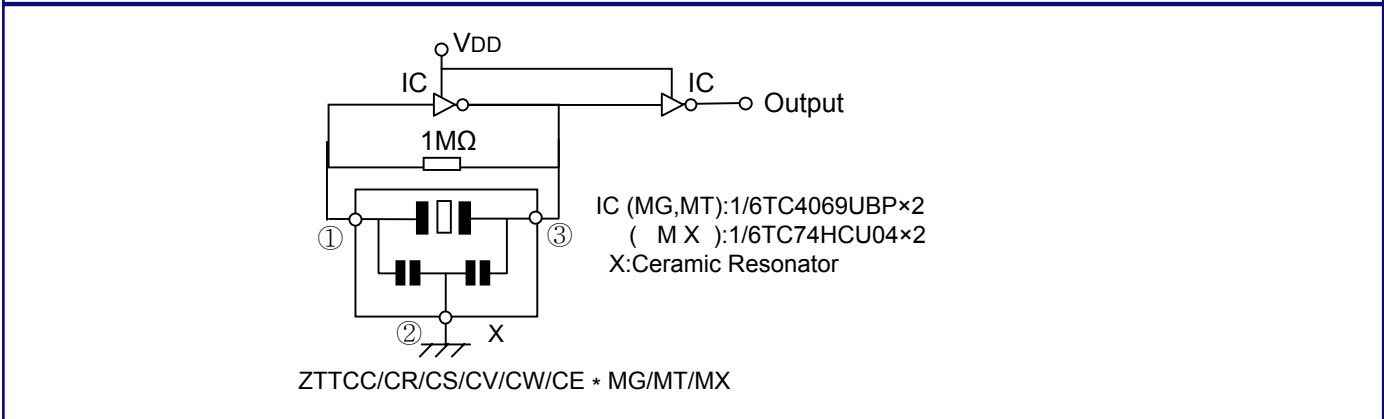 VDD
IC
IC
Output
1MΩ
IC (MG,MT):1/6TC4069UBP×2
( M X ):1/6TC74HCU04×2
①
③
X:Ceramic Resonator
②
X
ZTTCC/CR/CS/CV/CW/CE * MG/MT/MX